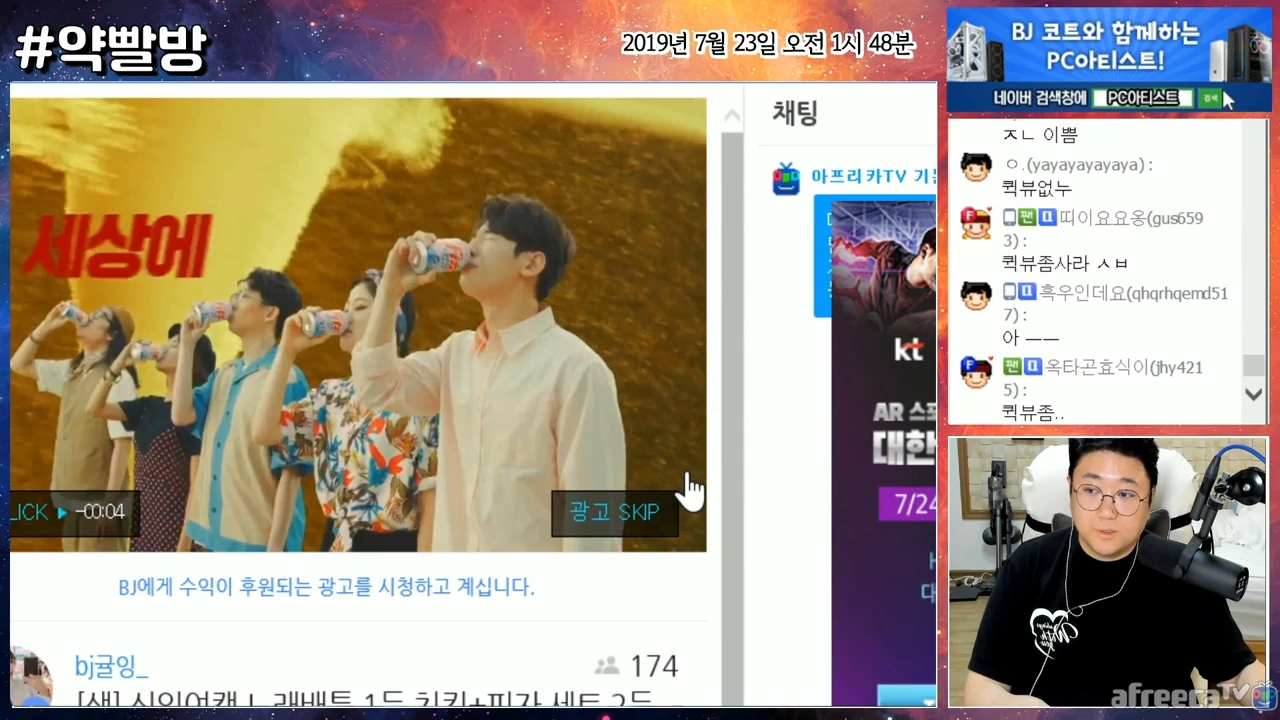 #약빨방
2019년 7월 23일 오전 1시 48분
BJ 코트와 함께하는
PC아티스트!
네이버 검색창에 PC아티스트 검색
세상에
LICK ▶ -00:04
광고 SKIP
BJ에게 수익이 후원되는 광고를 시청하고 계십니다.
bj귤잉_
174
채팅
아프리카TV
kt
AR
대한
7/24
ㅈㄴ 이쁨
ㅇ.(yayayayayaya) :
퀵뷰없누
띠이요요옹(gus659
3) :
퀵뷰좀사라 ㅅㅂ
흑우인데요(qhqrhqemd51
7) :
아 ㅡㅡ
옥타곤효식이(jhy421
5) :
퀵뷰좀..
afreecaTV